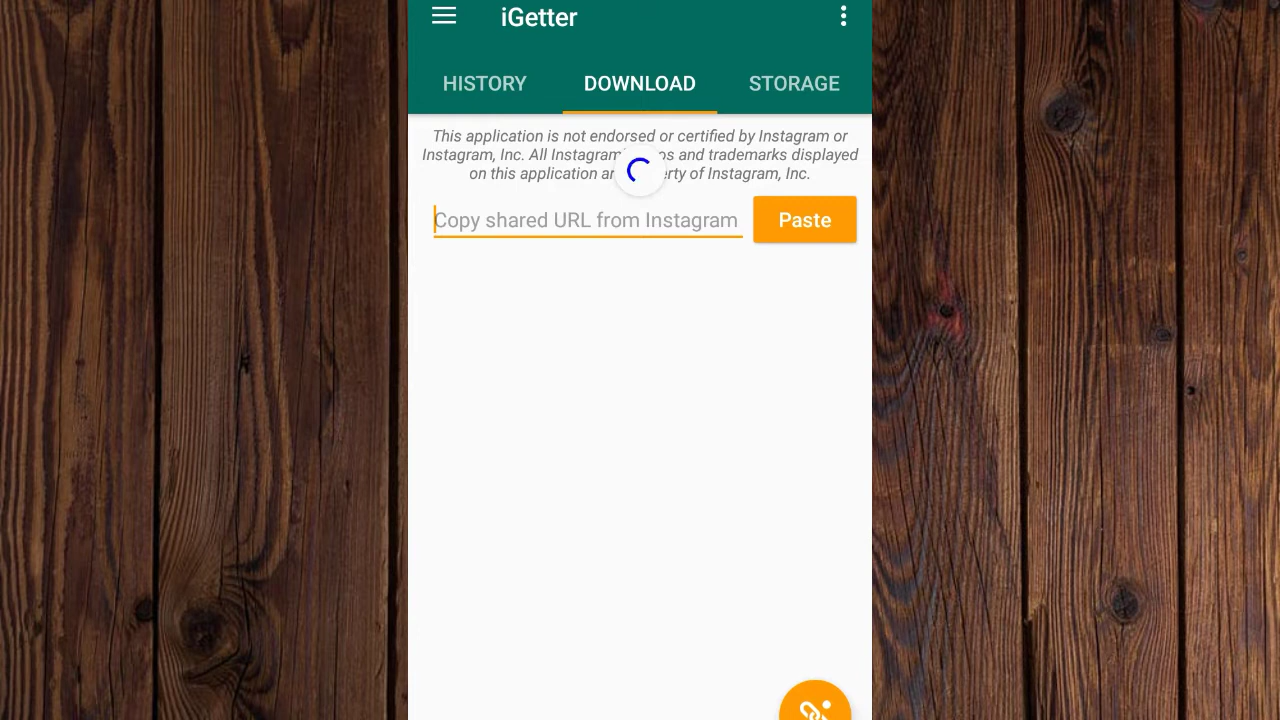 iGetter
HISTORY DOWNLOAD STORAGE
This application is not endorsed or certified by Instagram or
Instagram, Inc. All Instagram and trademarks displayed
on this application of Instagram, Inc.
Copy shared URL from Instagram Paste